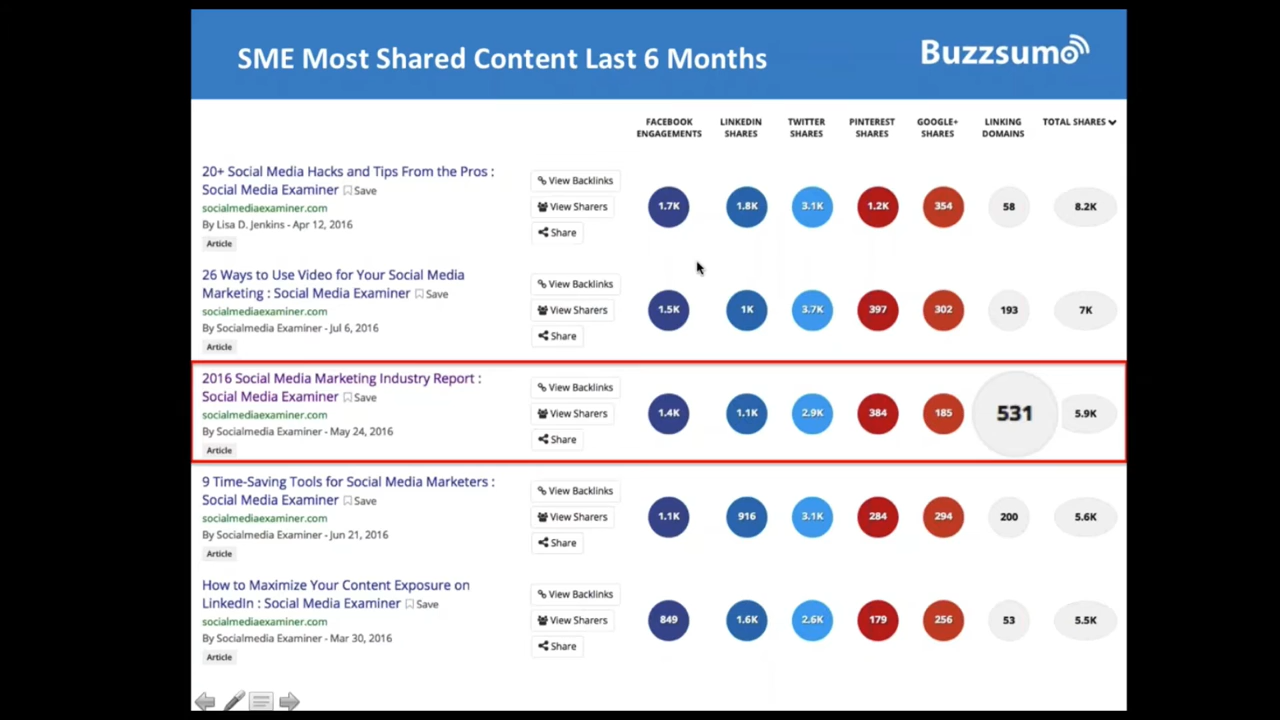 SME Most Shared Content Last 6 Months
Buzzsumo
FACEBOOK ENGAGEMENTS
LINKEDIN SHARES
TWITTER SHARES
PINTEREST SHARES
GOOGLE+ SHARES
LINKING DOMAINS
TOTAL SHARES
20+ Social Media Hacks and Tips From the Pros :
Social Media Examiner Save
socialmediaexaminer.com
By Lisa D. Jenkins - Apr 12, 2016
Article
View Backlinks
View Sharers
Share
1.7K 1.8K 3.1K 1.2K 354 58 8.2K
26 Ways to Use Video for Your Social Media
Marketing : Social Media Examiner Save
socialmediaexaminer.com
By Socialmedia Examiner - Jul 6, 2016
Article
View Backlinks
View Sharers
Share
1.5K 1K 3.7K 397 302 193 7K
2016 Social Media Marketing Industry Report :
Social Media Examiner Save
socialmediaexaminer.com
By Socialmedia Examiner - May 24, 2016
Article
View Backlinks
View Sharers
Share
1.4K 1.1K 2.9K 384 185 531 5.9K
9 Time-Saving Tools for Social Media Marketers :
Social Media Examiner Save
socialmediaexaminer.com
By Socialmedia Examiner - Jun 21, 2016
Article
View Backlinks
View Sharers
Share
1.1K 916 3.1K 284 294 200 5.6K
How to Maximize Your Content Exposure on
LinkedIn : Social Media Examiner Save
socialmediaexaminer.com
By Socialmedia Examiner - Mar 30, 2016
Article
View Backlinks
View Sharers
Share
849 1.6K 2.6K 179 256 53 5.5K